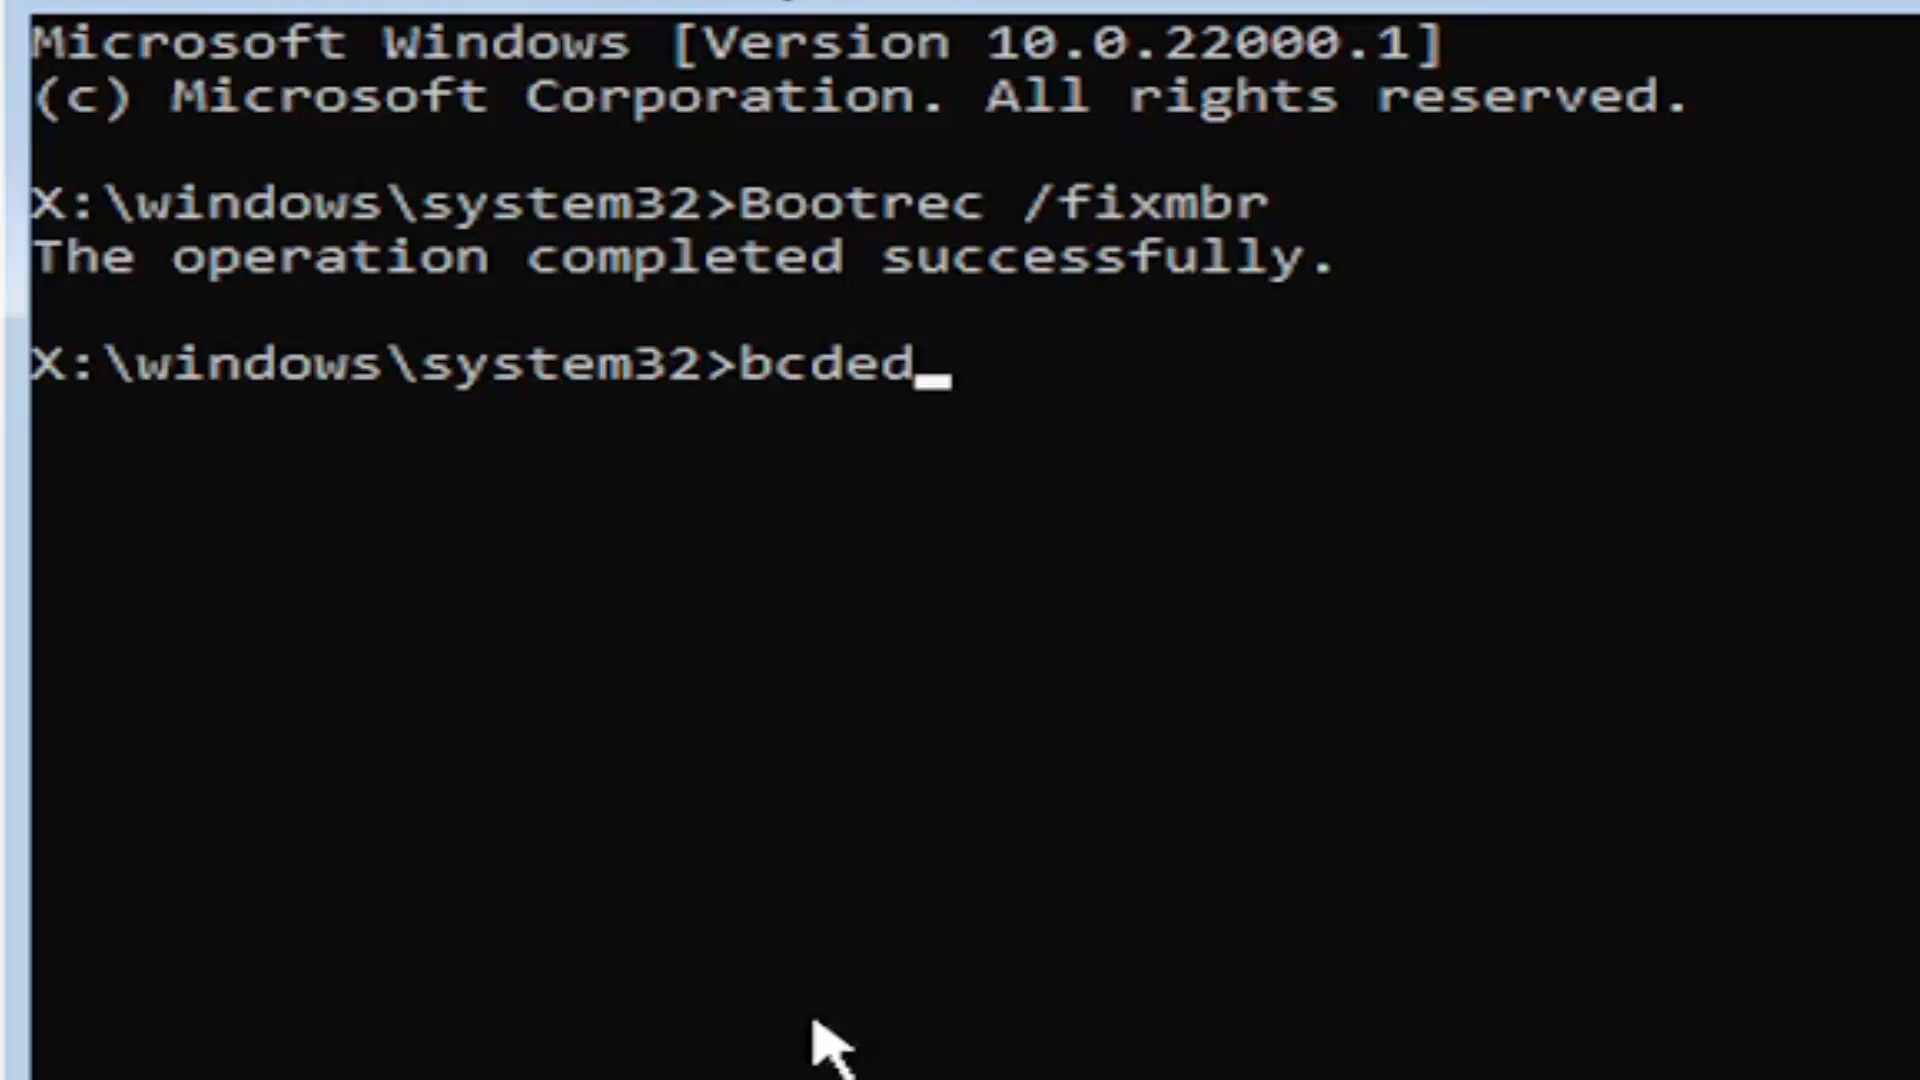 Microsoft Windows [Version 10.0.22000.1]
(c) Microsoft Corporation. All rights reserved.
X:\windows\system32>Bootrec /fixmbr
The operation completed successfully.
X:\windows\system32>bcded